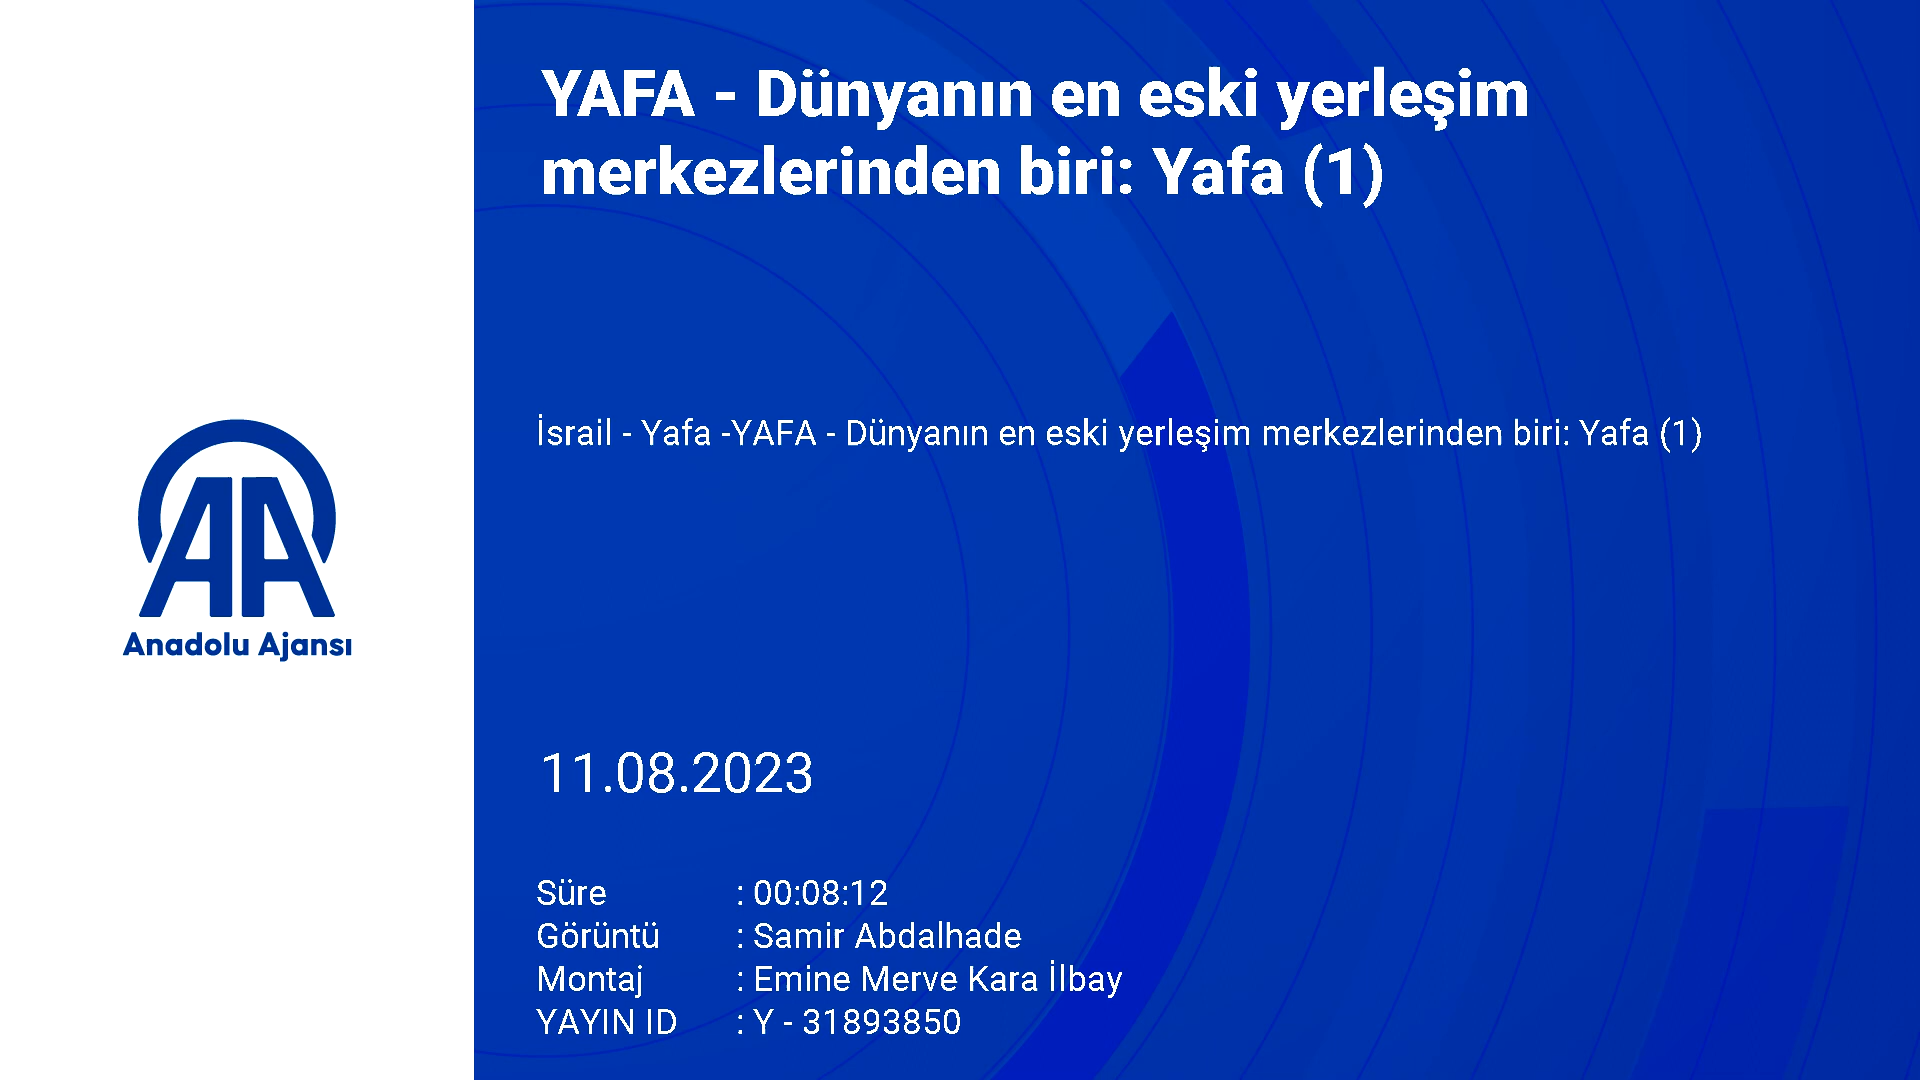 YAFA - Dünyanın en eski yerleşim
merkezlerinden biri: Yafa (1)
İsrail - Yafa -YAFA - Dünyanın en eski yerleşim merkezlerinden biri: Yafa (1)
AA
Anadolu Ajansı
11.08.2023
Süre : 00:08:12
Görüntü : Samir Abdalhade
Montaj : Emine Merve Kara İlbay
YAYIN ID : Y - 31893850